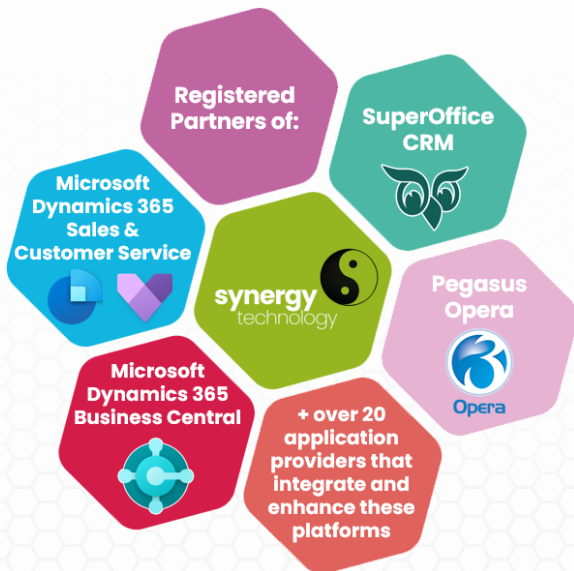 Registered
Partners of:
SuperOffice
CRM
Microsoft
Dynamics 365
Sales &
Customer Service
synergy
technology
Pegasus
Opera
Opera
Microsoft
Dynamics 365
Business Central
+ over 20
application
providers that
integrate and
enhance these
platforms